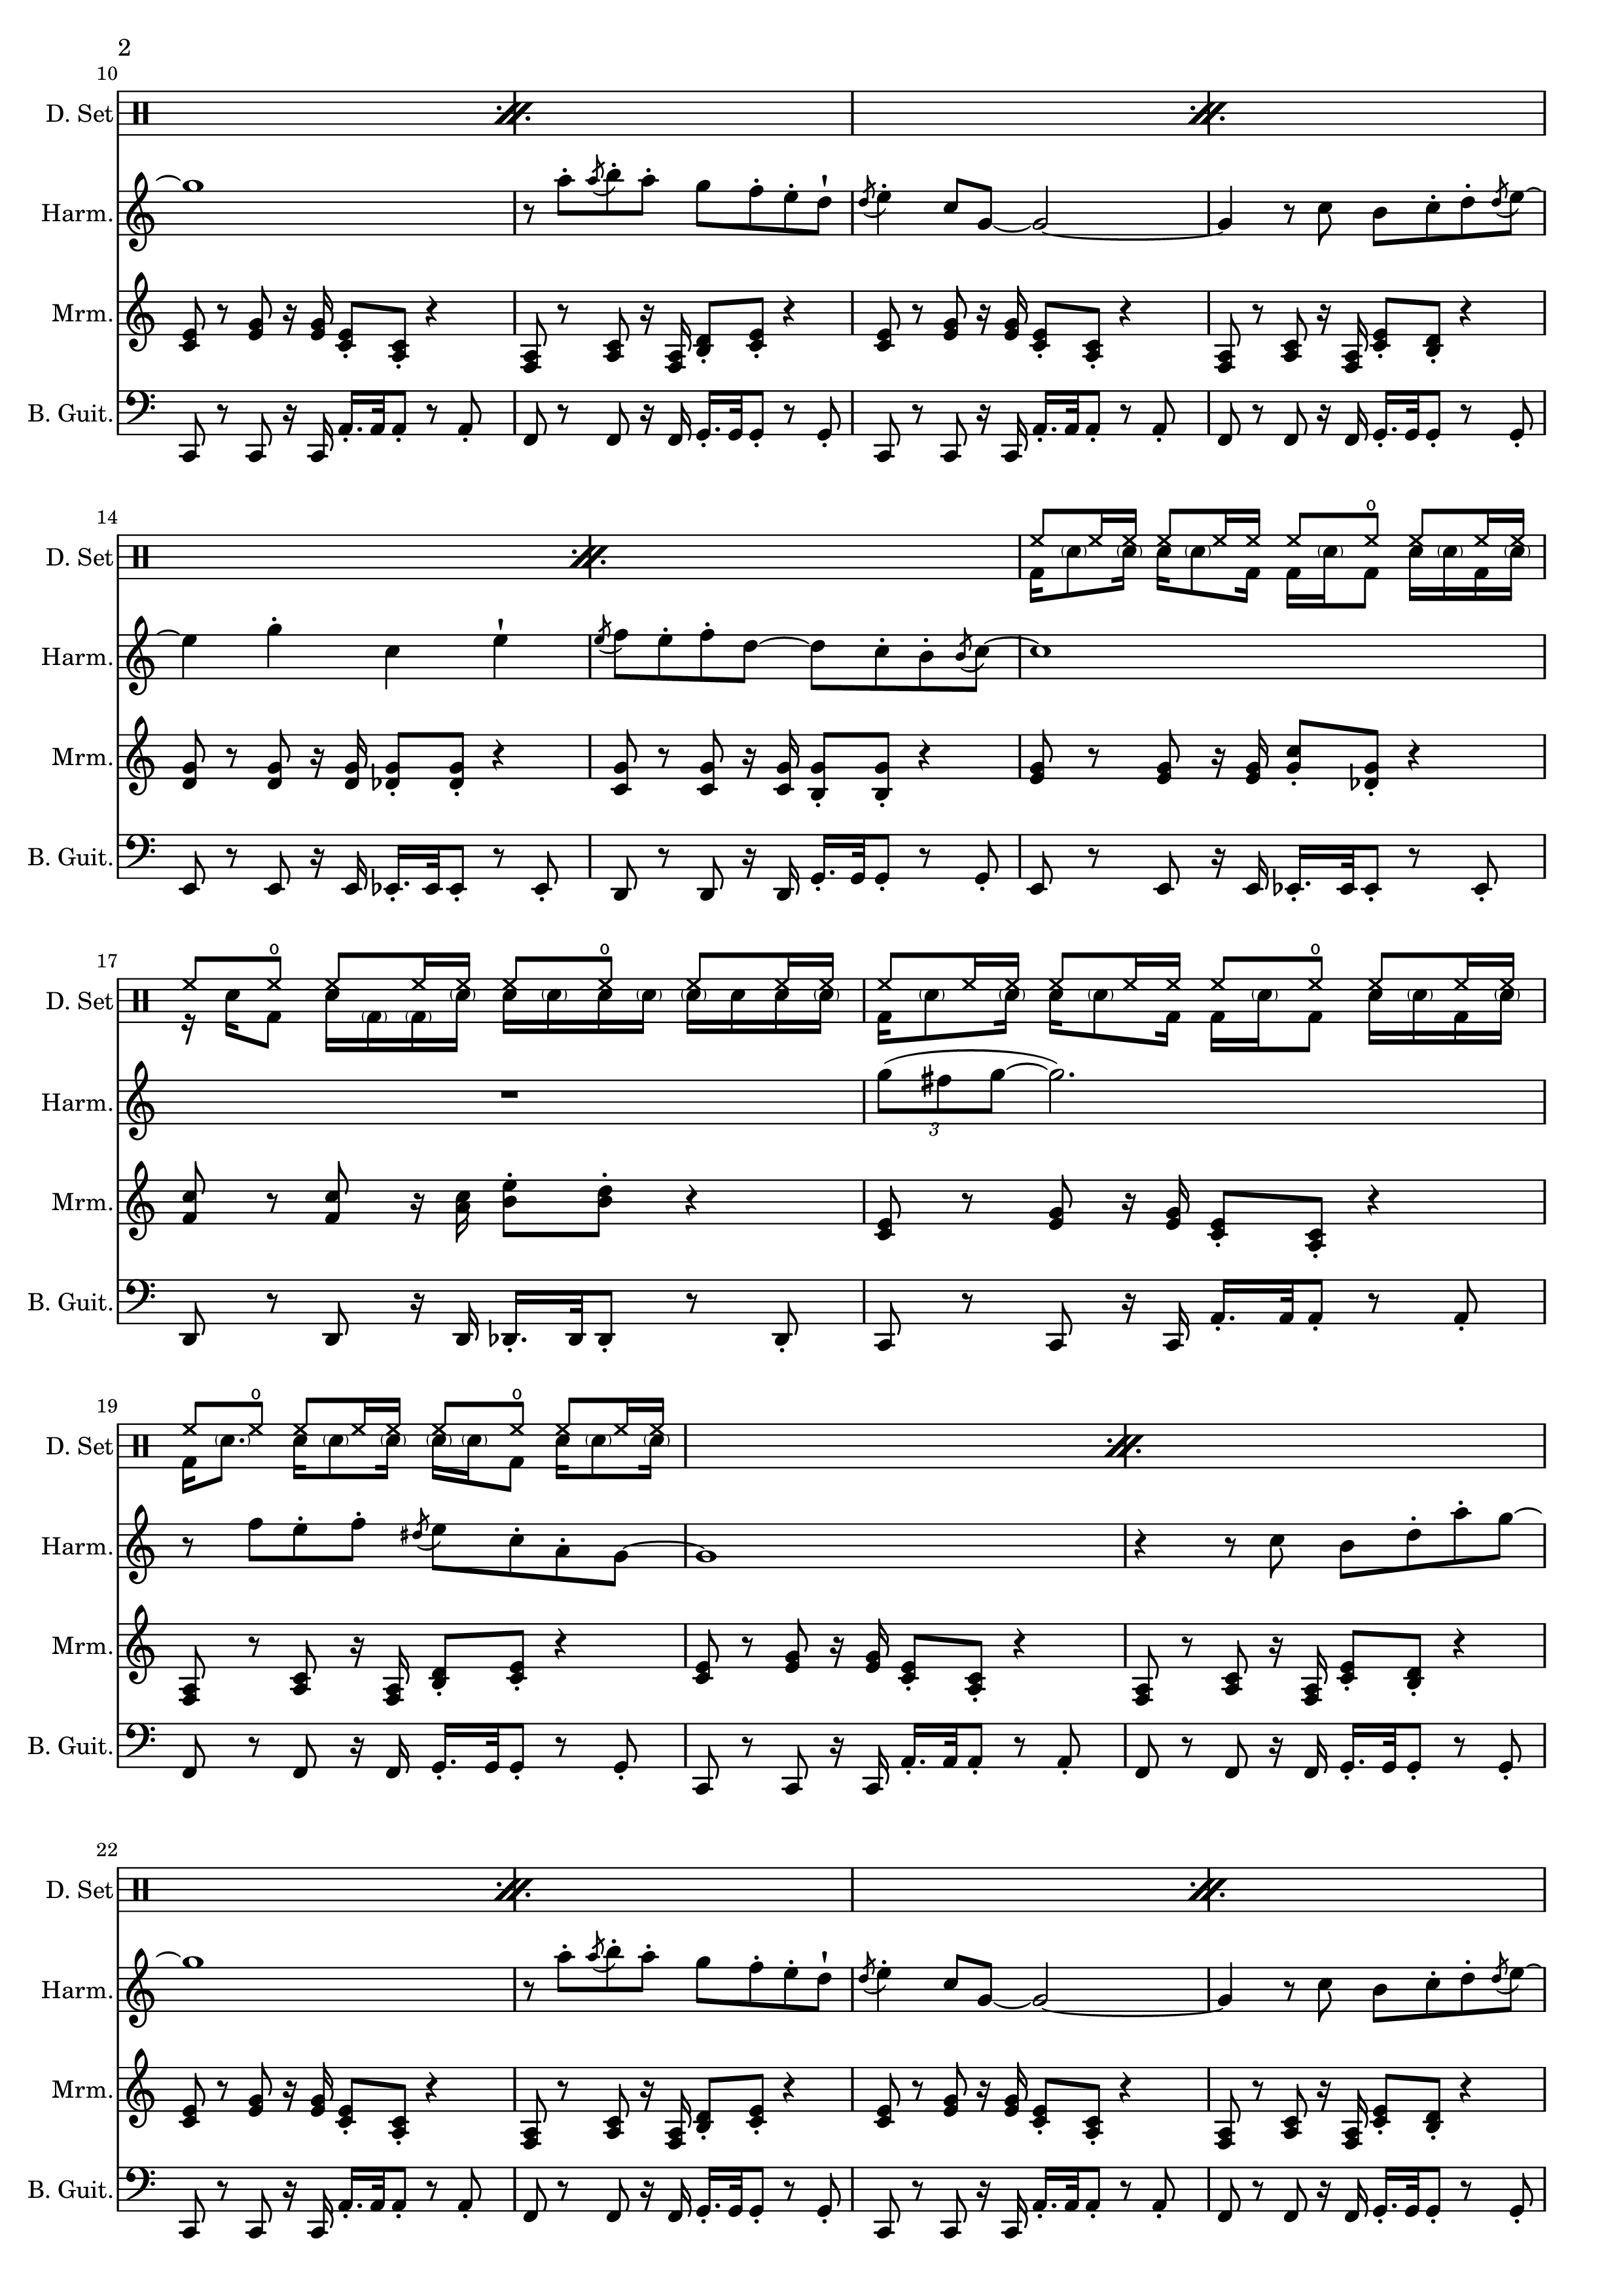 2
10
D. Set
Harm.
Mrm.
B. Guit.
14
D. Set
Harm.
Mrm.
B. Guit.
17
D. Set
Harm.
3
Mrm.
B. Guit.
19
D. Set
Harm.
Mrm.
B. Guit.
22
D. Set
Harm.
Mrm.
B. Guit.